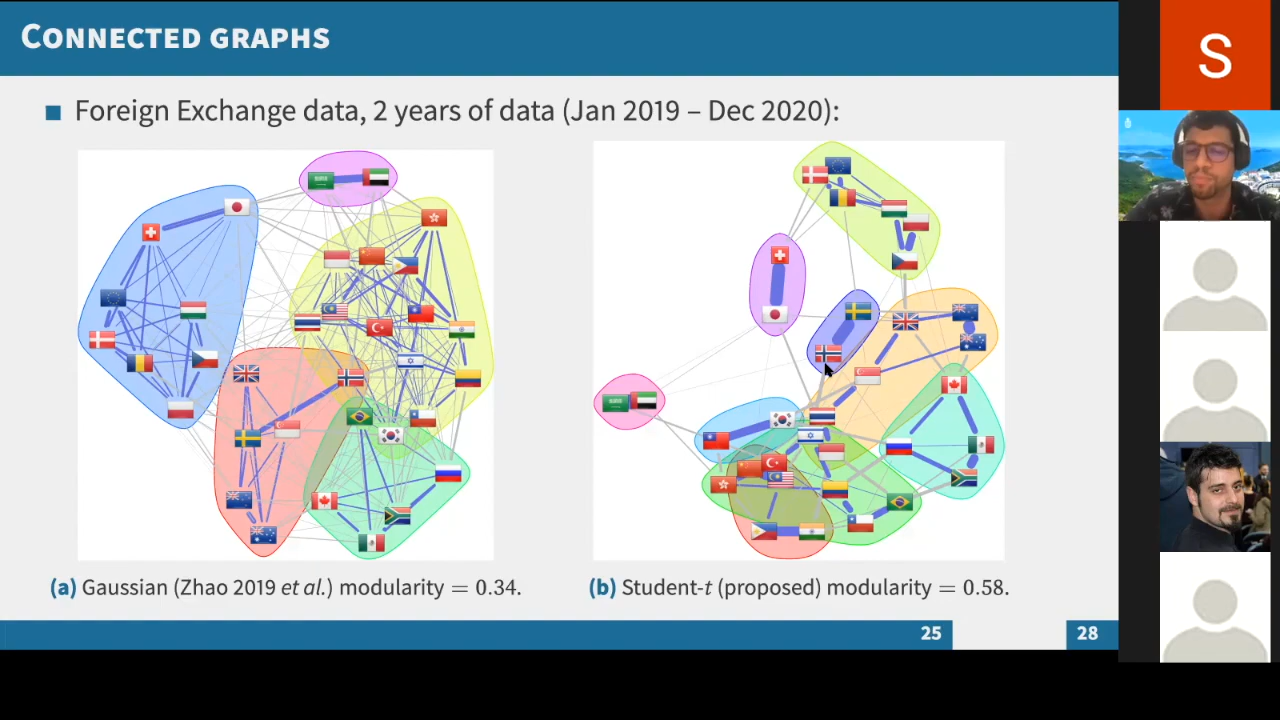 CONNECTED GRAPHS
Foreign Exchange data, 2 years of data (Jan 2019 – Dec 2020):
(a) Gaussian (Zhao 2019 et al.) modularity = 0.34.
(b) Student-t (proposed) modularity = 0.58.
25
28
S